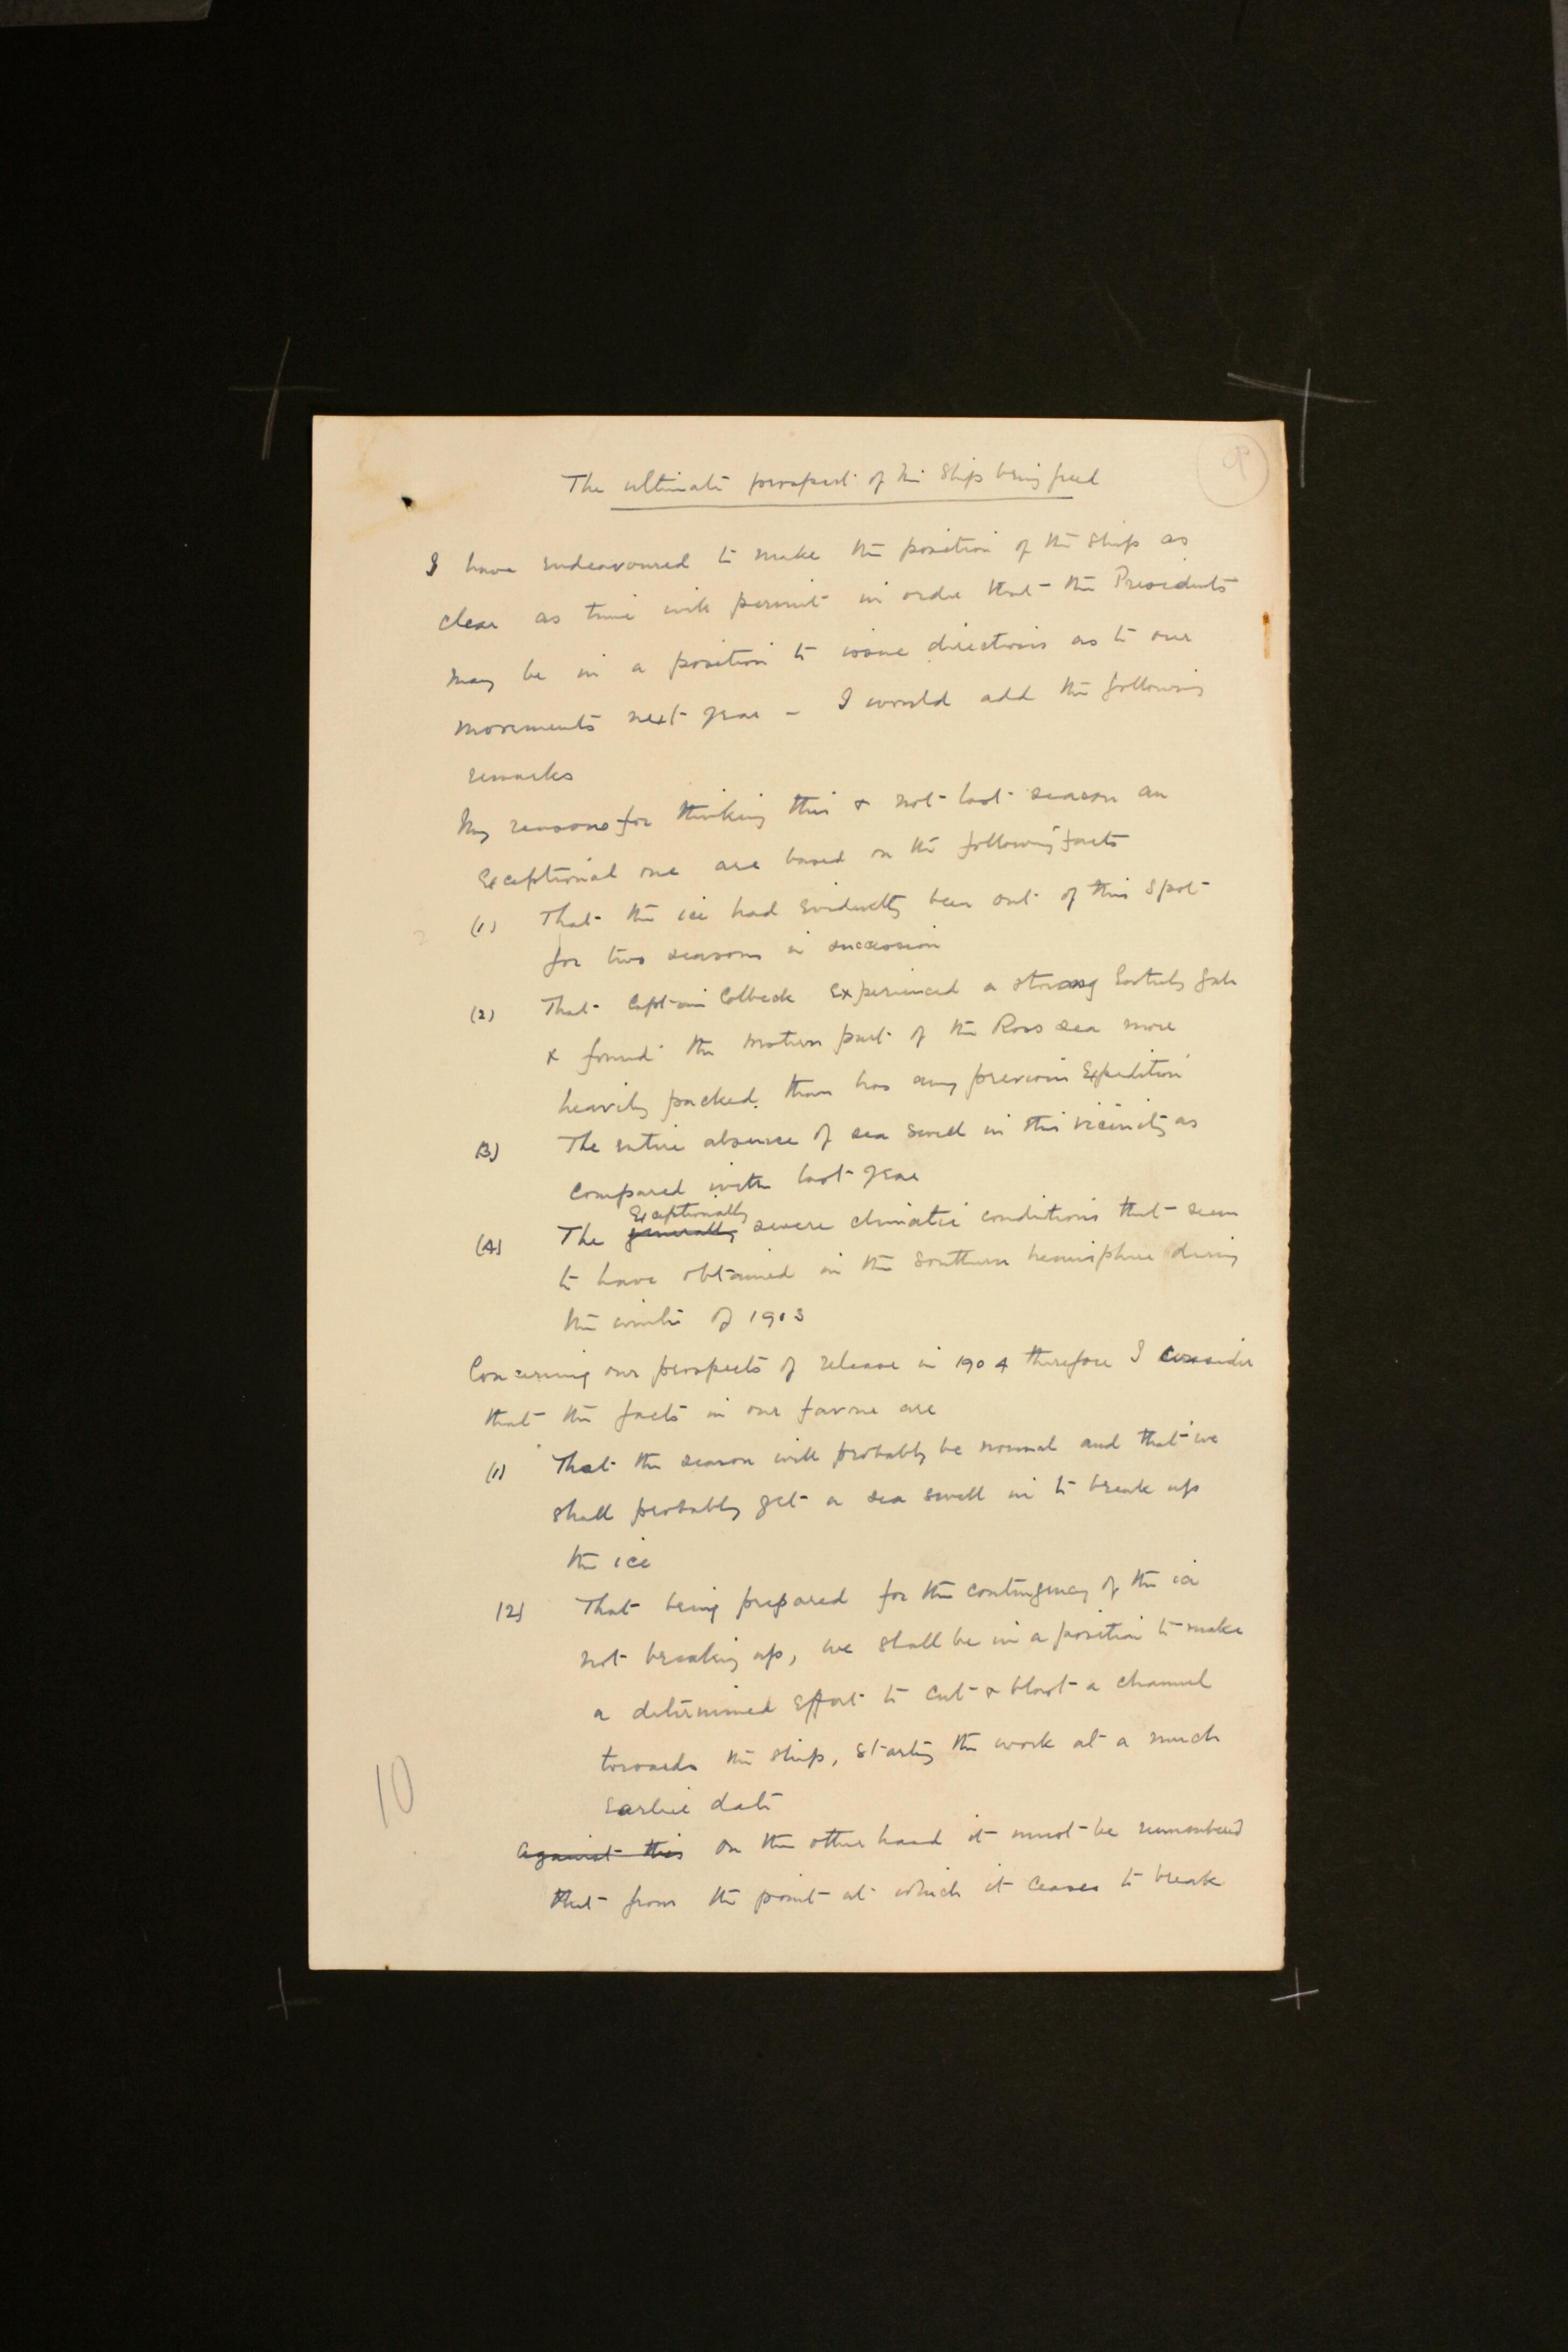 9
The ultimate prospect of the Ship being freed
I have endeavoured to make the position of the ship as
clear as time will permit in order that the Presidents
may be in a position to issue directions as to our
movements next year - I would add the following
remarks
My reasons for thinking this & not last season an
Exceptional one are based on the following facts
(1) That the ice had evidently been out of this spot
for two seasons in succession
(2) That Captain Colbeck Experienced a strong Easterly gale
& found the Western part of the Ross sea more
heavily packed than has any previous Expedition
(3) The entire absence of sea swell in this vicinity as
compared with last year
Exceptionally
(4) The generally severe climatic conditions that seem
to have obtained in the southern hemisphere during
the winter of 1903
Concerning our prospects of release in 1904 therefore I consider
that the facts in our favour are
(1) That the season will probably be normal and that we
shall probably get a sea swell in to break up
the ice
(2) That being prepared for the contingency of the ice
not breaking up, we shall be in a position to make
a determined Effort to cut & blast a channel
towards the ship, starting the work at a much
Earlier date
10
Against this On the other hand it must be remembered
that from the point at which it ceases to break